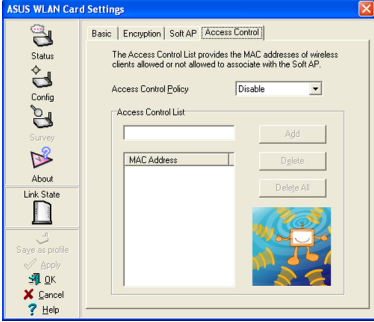 ASUS WLAN Card Settings
Status
Config
Survey
About
Link State
Save as profile
Apply
OK
Cancel
Help
Basic Encryption Soft AP Access Control
The Access Control List provides the MAC addresses of wireless
clients allowed or not allowed to associate with the Soft AP.
Access Control Policy Disable
Access Control List
Add
MAC Address
Delete
Delete All